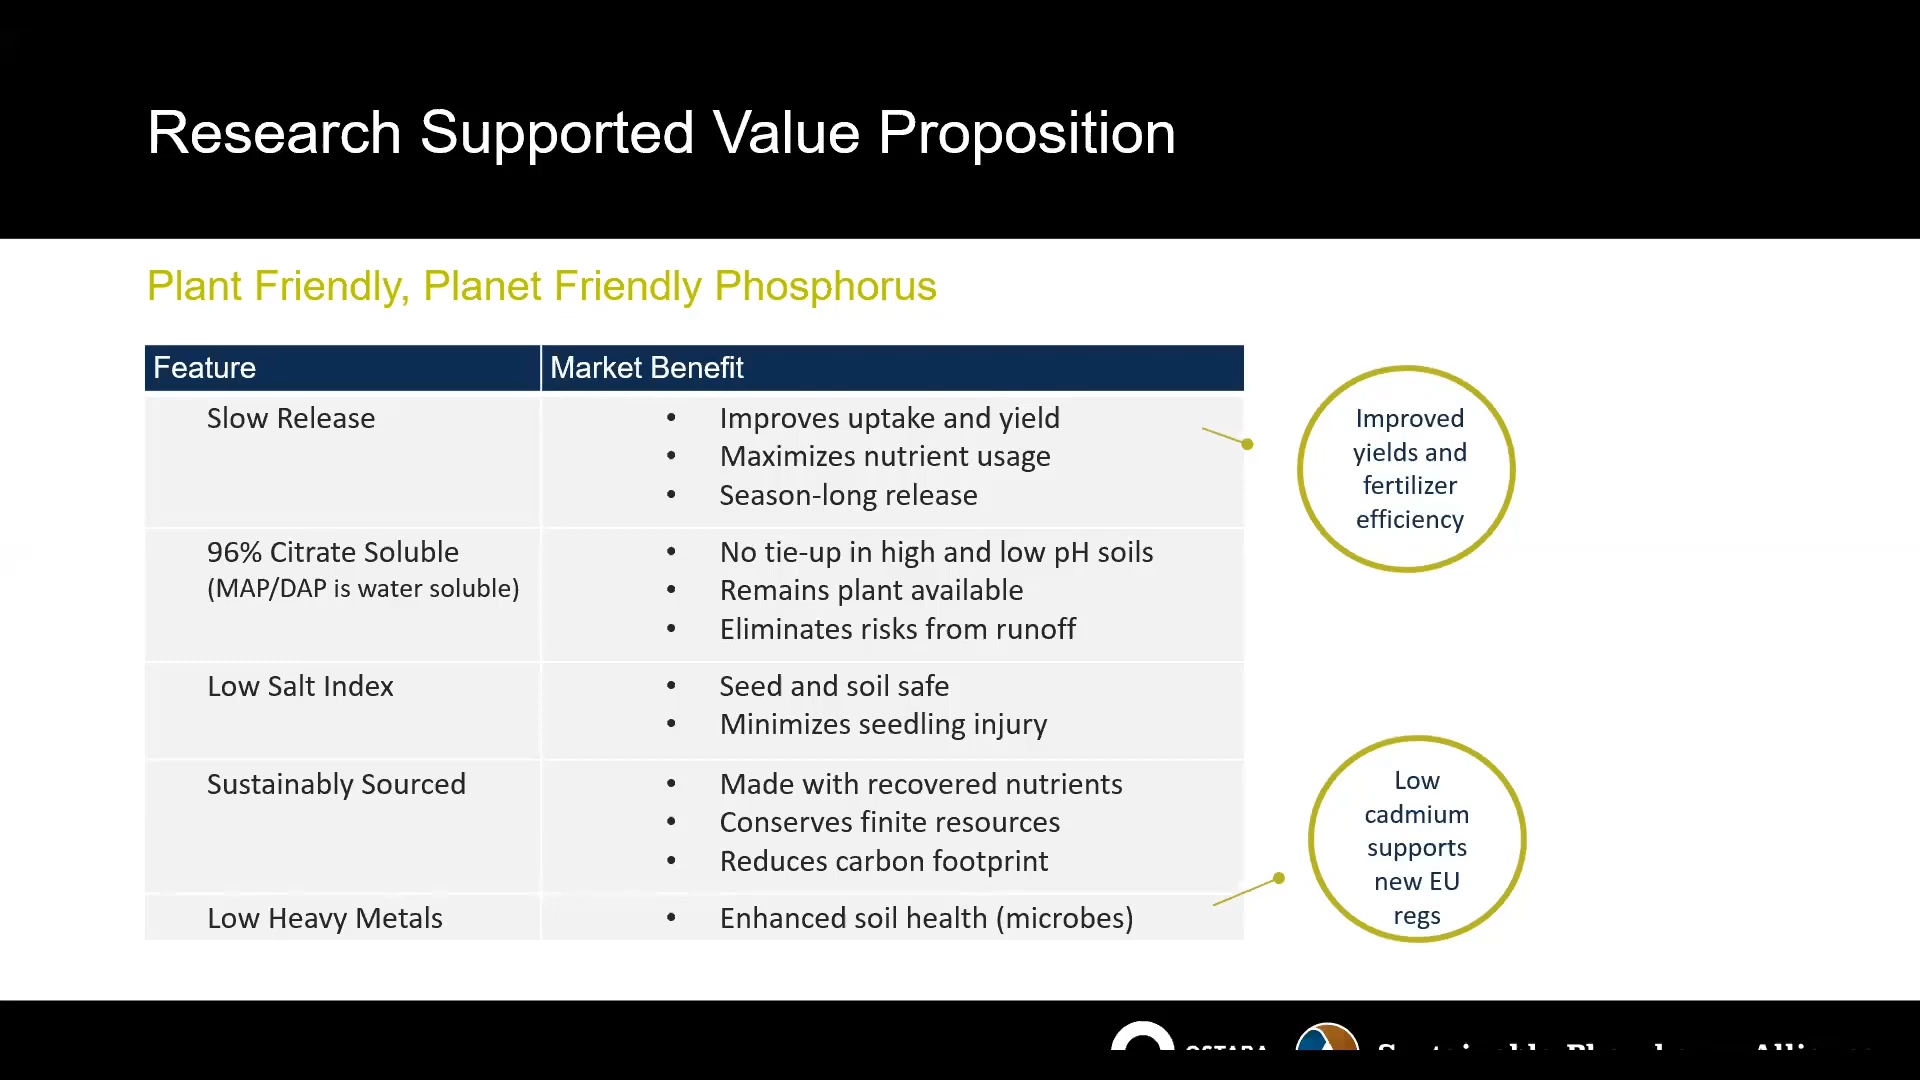 Research Supported Value Proposition
Plant Friendly, Planet Friendly Phosphorus
Feature
Market Benefit
Slow Release
• Improves uptake and yield
• Maximizes nutrient usage
• Season-long release
96% Citrate Soluble
(MAP/DAP is water soluble)
• No tie-up in high and low pH soils
• Remains plant available
• Eliminates risks from runoff
Low Salt Index
• Seed and soil safe
• Minimizes seedling injury
Sustainably Sourced
• Made with recovered nutrients
• Conserves finite resources
• Reduces carbon footprint
Low Heavy Metals
• Enhanced soil health (microbes)
Improved
yields and
fertilizer
efficiency
Low
cadmium
supports
new EU
regs